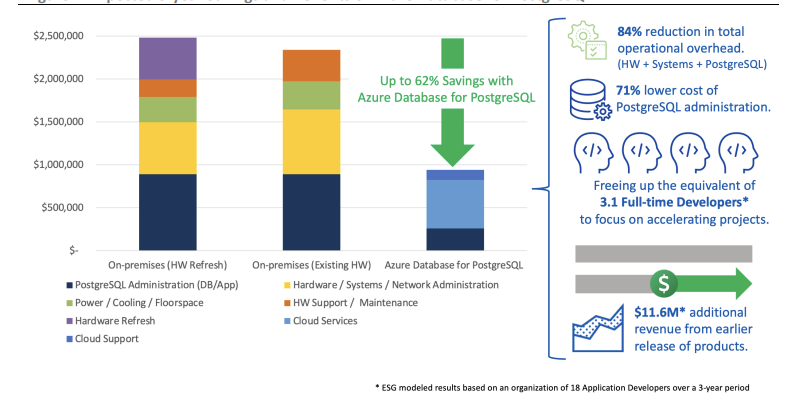 $2,500,000
$2,000,000
$1,500,000
$1,000,000
$500,000
$-
Up to 62% Savings with
Azure Database for PostgreSQL
On-premises (HW Refresh)
On-premises (Existing HW)
Azure Database for PostgreSQL
PostgreSQL Administration (DB/App)
Hardware / Systems / Network Administration
Power / Cooling / Floorspace
HW Support / Maintenance
Hardware Refresh
Cloud Services
Cloud Support
84% reduction in total
operational overhead.
(HW + Systems + PostgreSQL)
71% lower cost of
PostgreSQL administration.
</> </> </> </>
Freeing up the equivalent of
3.1 Full-time Developers*
to focus on accelerating projects.
$
$11.6M* additional
revenue from earlier
release of products.
* ESG modeled results based on an organization of 18 Application Developers over a 3-year period